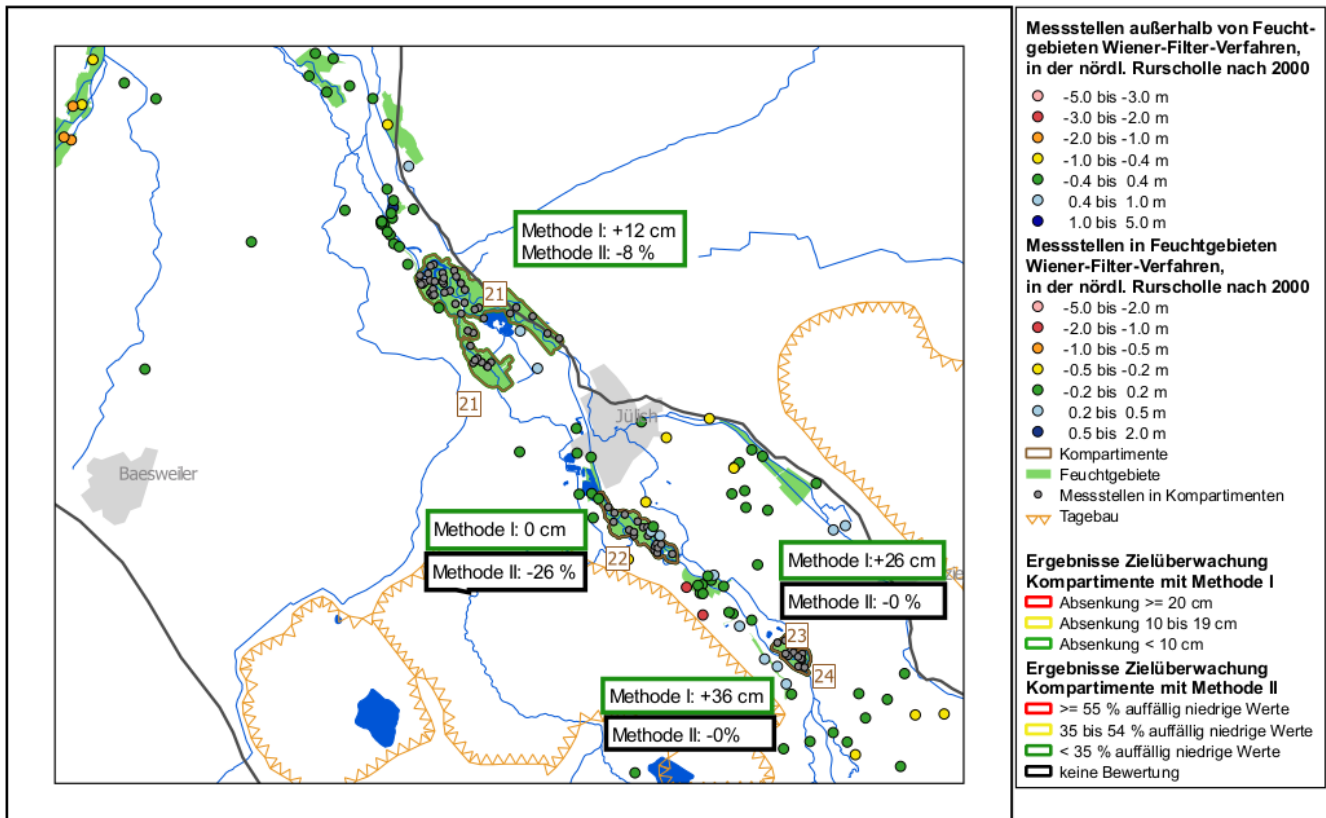 Methode I: +12 cm
Methode II: -8 %
21
21
Jülich
Baesweiler
Methode I: 0 cm
Methode II: -26 %
22
Methode I:+26 cm
Methode II: -0 %
23
24
Methode I: +36 cm
Methode II: -0%
Messstellen außerhalb von Feucht-
gebieten Wiener-Filter-Verfahren,
in der nördl. Rurscholle nach 2000
-5.0 bis -3.0 m
-3.0 bis -2.0 m
-2.0 bis -1.0 m
-1.0 bis -0.4 m
-0.4 bis 0.4 m
0.4 bis 1.0 m
1.0 bis 5.0 m
Messstellen in Feuchtgebieten
Wiener-Filter-Verfahren,
in der nördl. Rurscholle nach 2000
-5.0 bis -2.0 m
-2.0 bis -1.0 m
-1.0 bis -0.5 m
-0.5 bis -0.2 m
-0.2 bis 0.2 m
0.2 bis 0.5 m
0.5 bis 2.0 m
Kompartimente
Feuchtgebiete
Messstellen in Kompartimenten
Tagebau
Ergebnisse Zielüberwachung
Kompartimente mit Methode I
Absenkung >= 20 cm
Absenkung 10 bis 19 cm
Absenkung < 10 cm
Ergebnisse Zielüberwachung
Kompartimente mit Methode II
>= 55 % auffällig niedrige Werte
35 bis 54 % auffällig niedrige Werte
< 35 % auffällig niedrige Werte
keine Bewertung